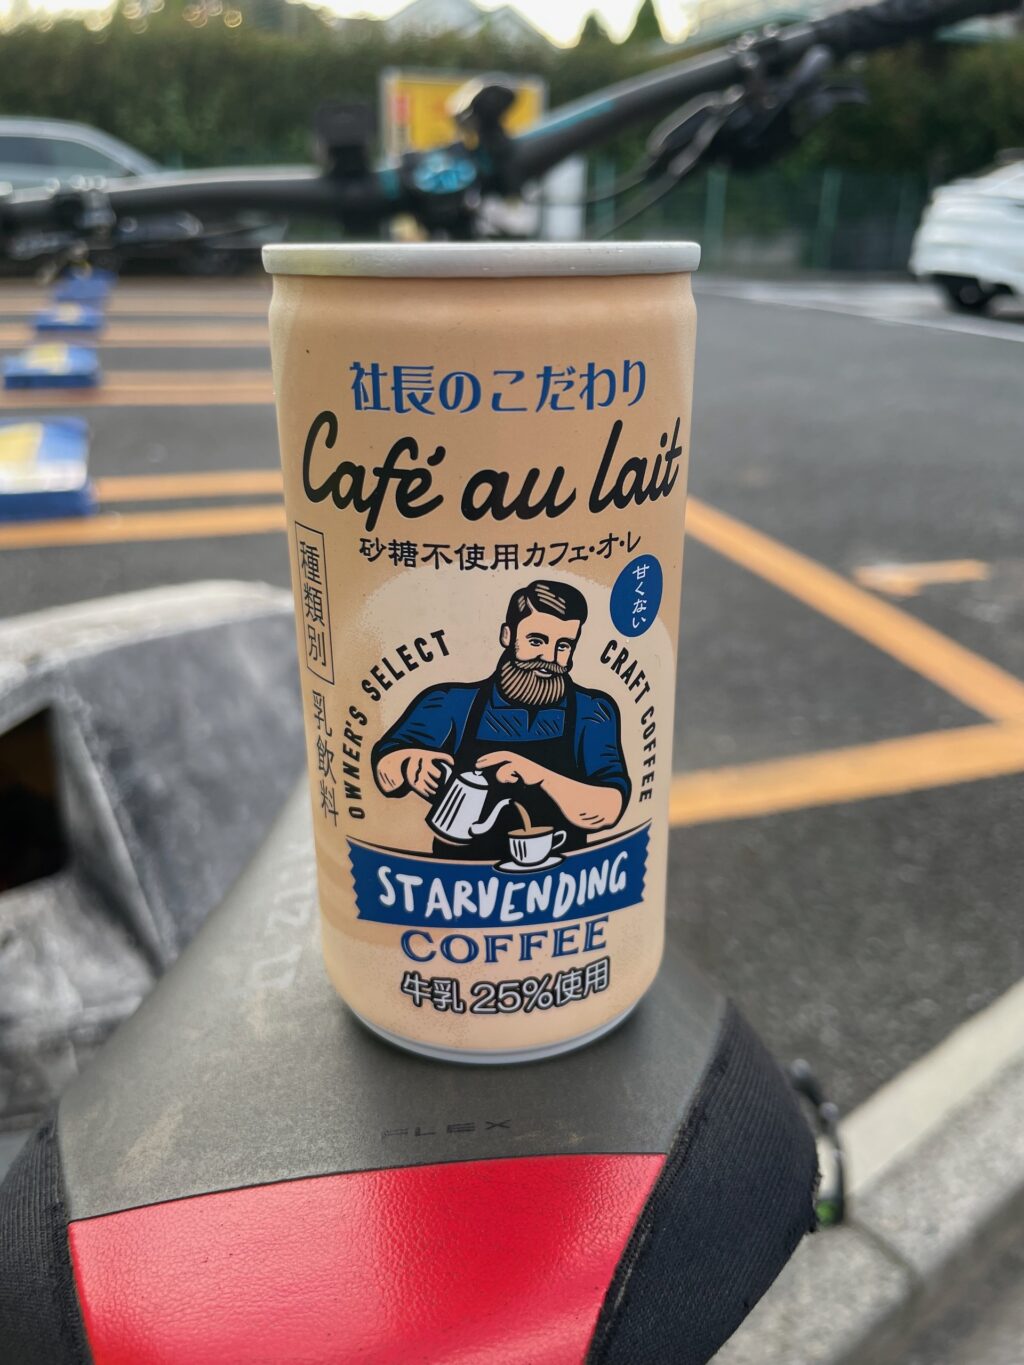 社長のこだわり
Café au lait
砂糖不使用カフェ・オ・レ
甘くない
種類別
乳飲料
OWNER'S SELECT
CRAFT COFFEE
STARVENDING
COFFEE
牛乳25%使用
FLEX